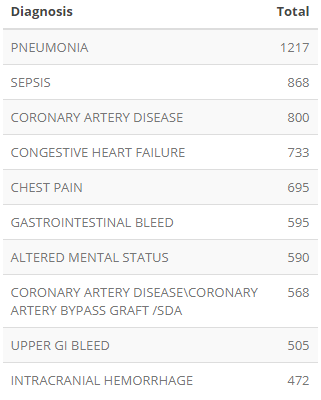 Diagnosis Total
PNEUMONIA 1217
SEPSIS 868
CORONARY ARTERY DISEASE 800
CONGESTIVE HEART FAILURE 733
CHEST PAIN 695
GASTROINTESTINAL BLEED 595
ALTERED MENTAL STATUS 590
CORONARY ARTERY DISEASE\CORONARY 568
ARTERY BYPASS GRAFT /SDA
UPPER GI BLEED 505
INTRACRANIAL HEMORRHAGE 472